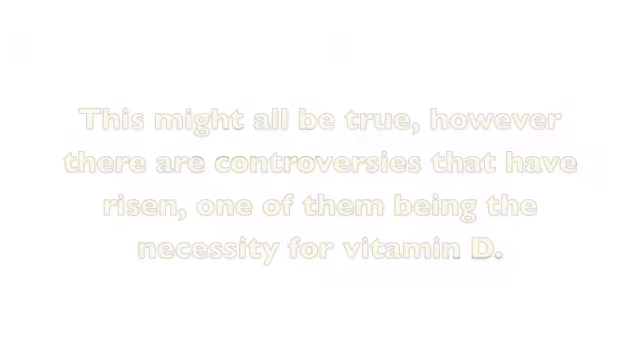 This might all be true, however
there are controversies that have
risen, one of them being the
necessity for vitamin D.